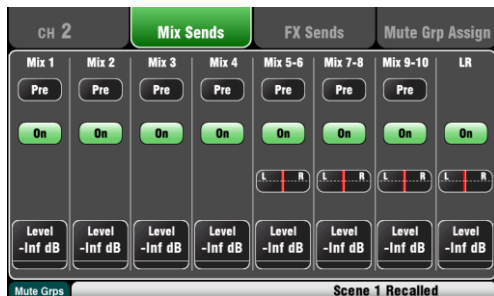 CH 2 Mix Sends FX Sends Mute Grp Assign
Mix 1 Mix 2 Mix 3 Mix 4 Mix 5-6 Mix 7-8 Mix 9-10 LR
Pre Pre Pre Pre Pre Pre Pre
On On On On On On On On
L R L R L R L R
Level Level Level Level Level Level Level Level
-Inf dB -Inf dB -Inf dB -Inf dB -Inf dB -Inf dB -Inf dB -Inf dB
Mute Grps Scene 1 Recalled